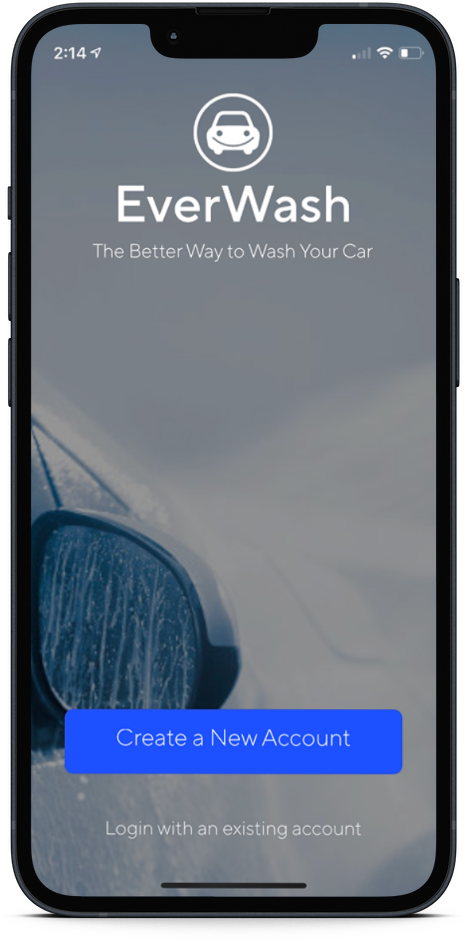 2:14
EverWash
The Better Way to Wash Your Car
Create a New Account
Login with an existing account